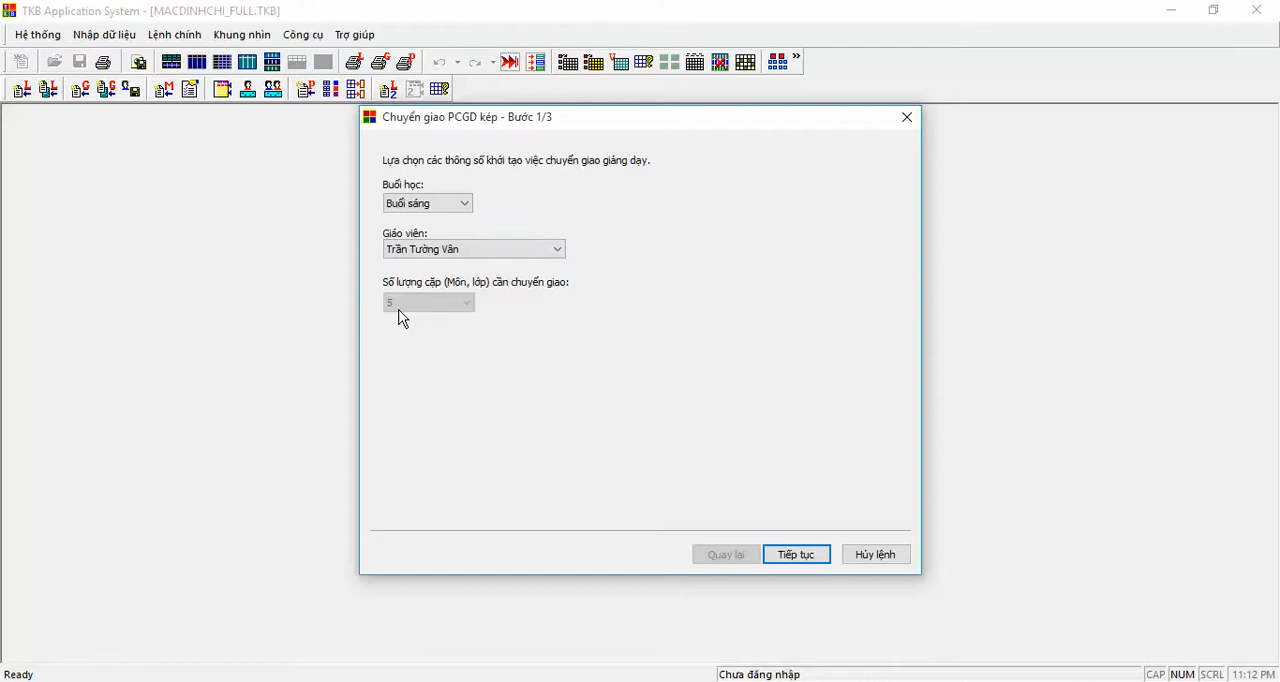 TKB Application System - [MACDINHCHI_FULL.TKB]
Hệ thống Nhập dữ liệu Lệnh chính Khung nhìn Công cụ Trợ giúp
Chuyển giao PCGD kép - Bước 1/3
Lựa chọn các thông số khởi tạo việc chuyển giao giảng dạy.
Buổi học:
Buổi sáng
Giáo viên:
Trần Tường Vân
Số lượng cặp (Môn, lớp) cần chuyển giao:
5
Quay lại Tiếp tục Hủy lệnh
Ready Chưa đăng nhập CAP NUM SCRL 11:12 PM